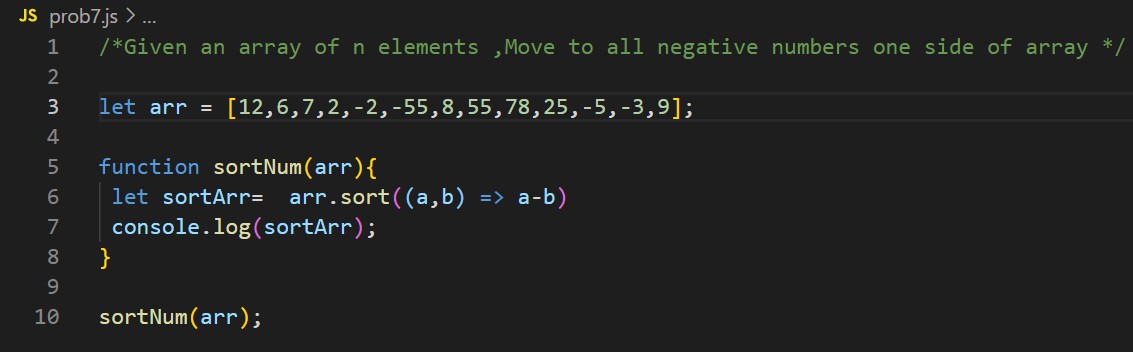 JS prob7.js > ...
1 /*Given an array of n elements ,Move to all negative numbers one side of array */
2
3 let arr = [12,6,7,2,-2,-55,8,55,78,25,-5,-3,9];
4
5 function sortNum(arr){
6  let sortArr=  arr.sort((a,b) => a-b)
7  console.log(sortArr);
8 }
9
10 sortNum(arr);